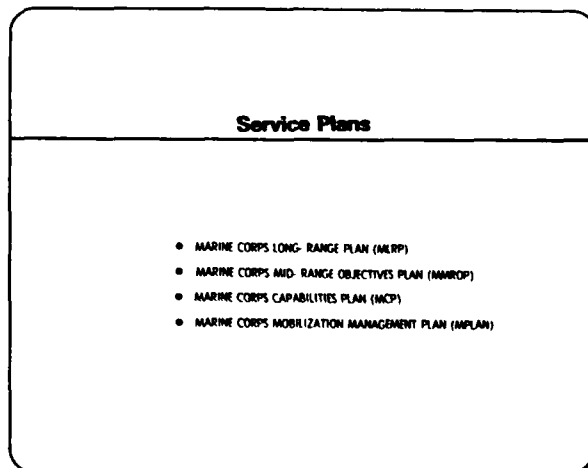 Service Plans
● MARINE CORPS LONG- RANGE PLAN (MLRP)
● MARINE CORPS MID- RANGE OBJECTIVES PLAN (MMROP)
● MARINE CORPS CAPABILITIES PLAN (MCP)
● MARINE CORPS MOBILIZATION MANAGEMENT PLAN (MPLAN)